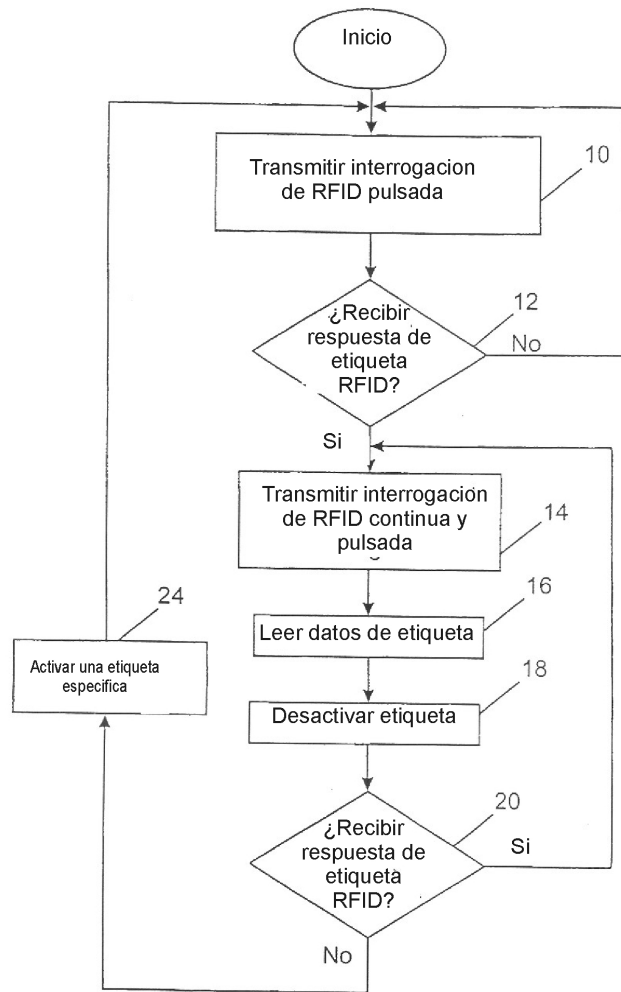 Inicio
Transmitir interrogacion
de RFID pulsada
10
¿Recibir
respuesta de
etiqueta
RFID?
12
No
Si
Transmitir interrogacion
de RFID continua y
pulsada
14
Leer datos de etiqueta
16
24
Activar una etiqueta
especifica
Desactivar etiqueta
18
¿Recibir
respuesta de
etiqueta
RFID?
20
Si
No